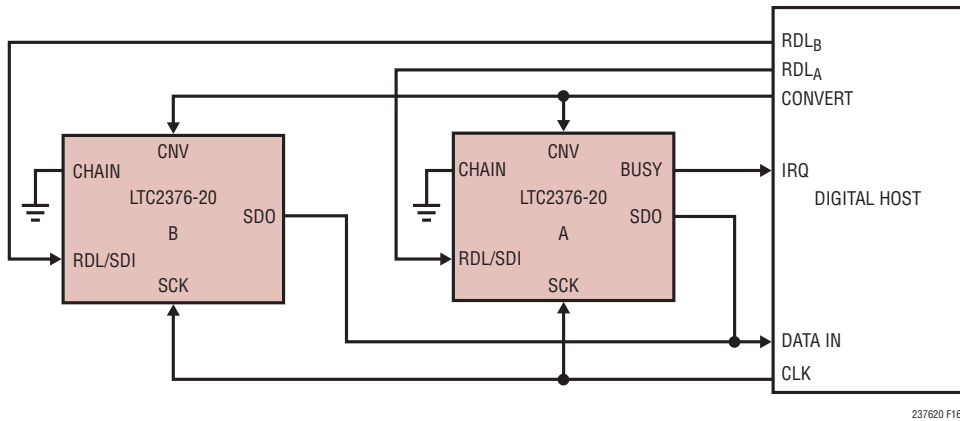 RDLB
RDLA
CONVERT
CNV
CHAIN
LTC2376-20
SDO
B
RDL/SDI
SCK
CNV
CHAIN
BUSY
LTC2376-20
SDO
A
RDL/SDI
SCK
IRQ
DIGITAL HOST
DATA IN
CLK
237620 F16